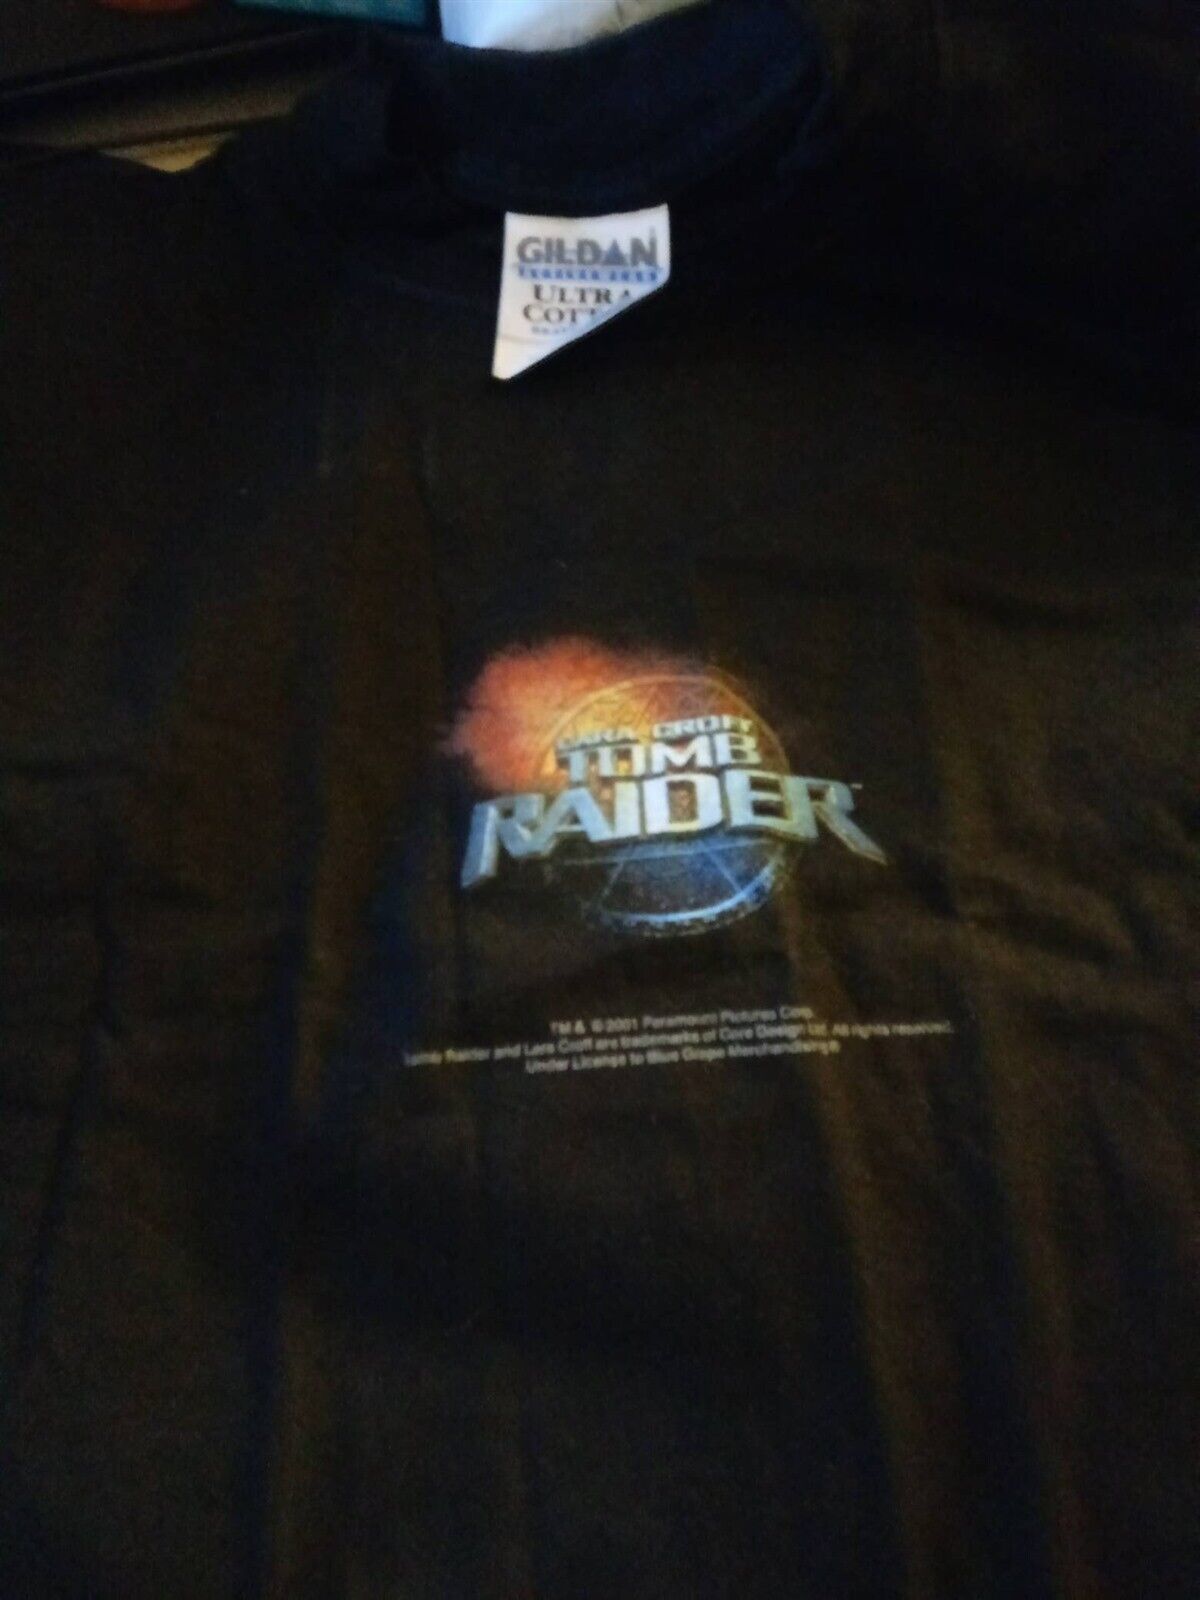 GILDAN
ULTRA
COTT
LARA CROFT
TOMB
RAIDER
TM & © 2001 Paramount Pictures Corp.
Tomb Raider and Lara Croft are trademarks of Core Design Ltd. All rights reserved.
Under License to Blue Grape Merchandising®